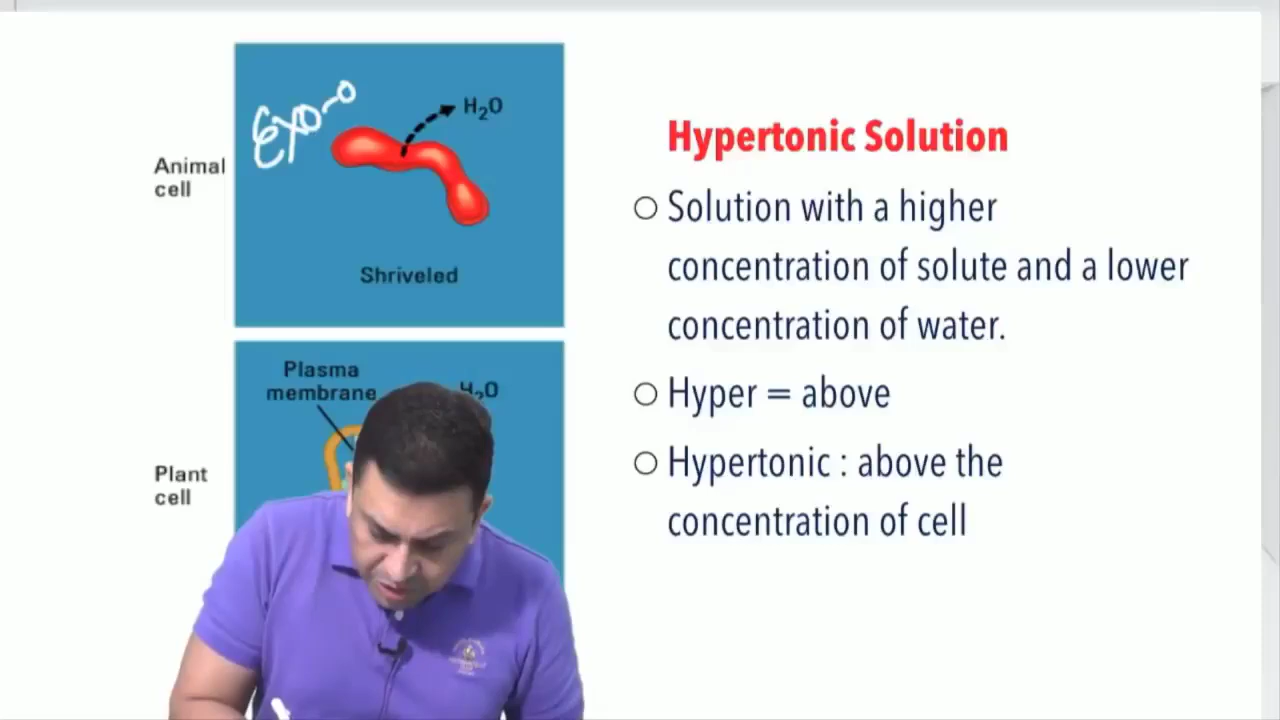 Exo-o
H₂O
Animal
cell
Shriveled
Plasma
membrane
H₂O
Plant
cell
Hypertonic Solution
Solution with a higher
concentration of solute and a lower
concentration of water.
Hyper = above
Hypertonic : above the
concentration of cell